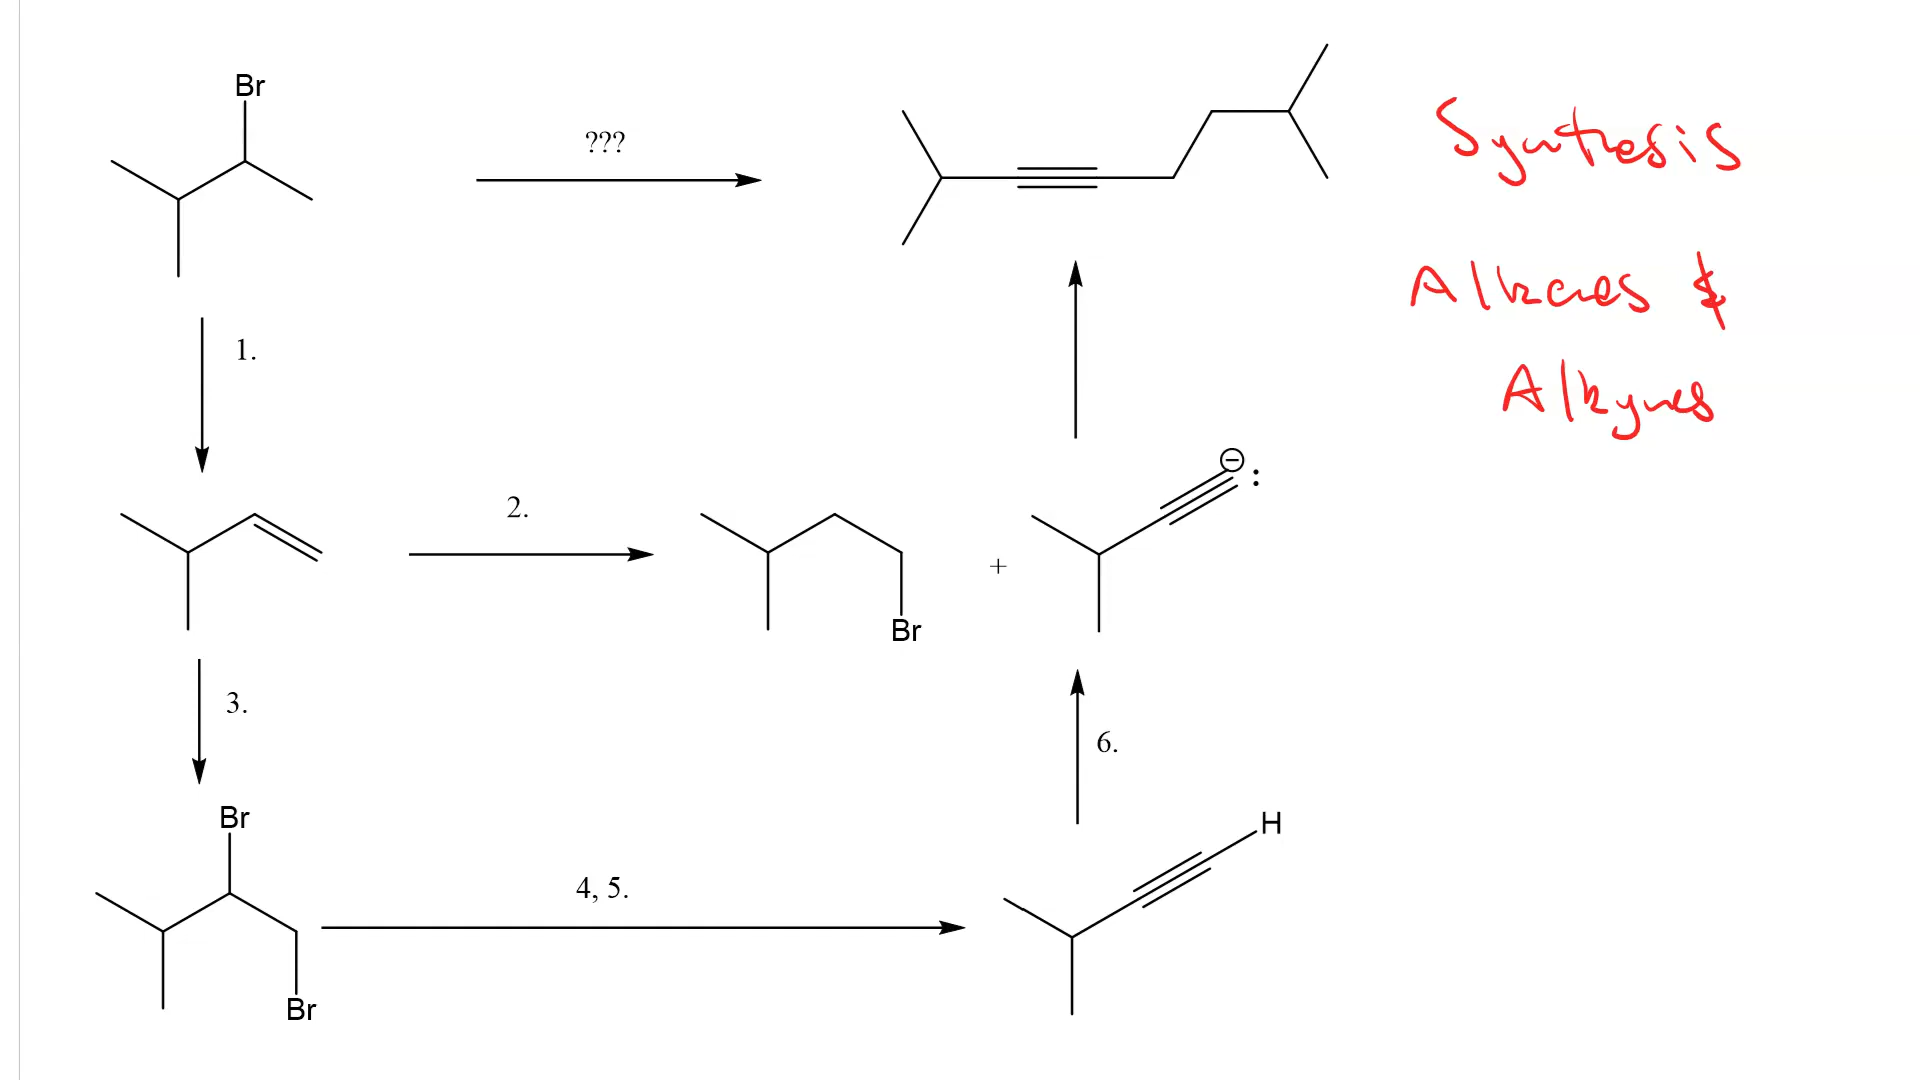 Br
???
Synthesis
Alkenes &
Alkynes
1.
2.
⊖
:
+
Br
3.
6.
Br
H
4, 5.
Br